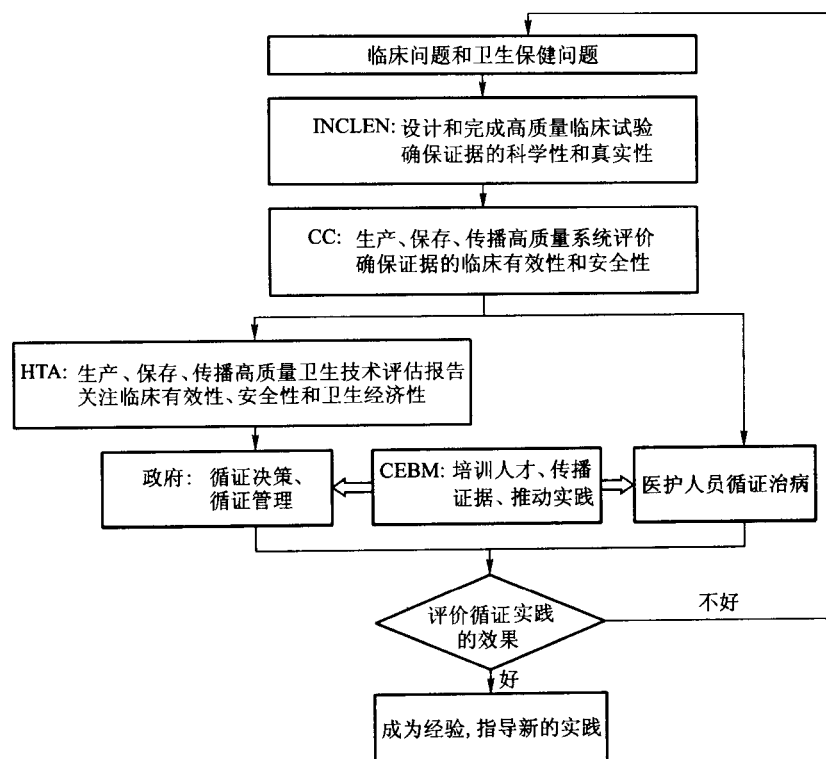 临床问题和卫生保健问题
INCLEN: 设计和完成高质量临床试验
确保证据的科学性和真实性
CC: 生产、保存、传播高质量系统评价
确保证据的临床有效性和安全性
HTA: 生产、保存、传播高质量卫生技术评估报告
关注临床有效性、安全性和卫生经济性
政府: 循证决策、
循证管理
CEBM: 培训人才、传播
证据、推动实践
医护人员循证治病
评价循证实践
的效果
不好
好
成为经验,指导新的实践